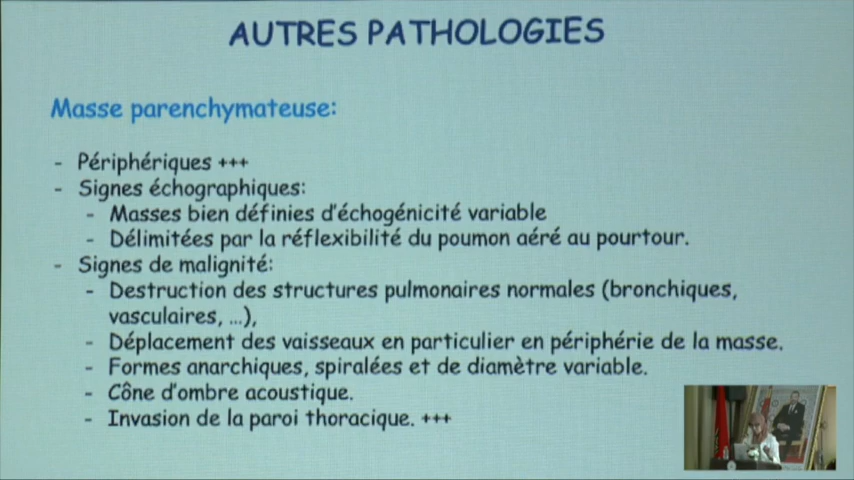 AUTRES PATHOLOGIES
Masse parenchymateuse:
- Périphériques +++
- Signes échographiques:
- Masses bien définies d'échogénicité variable
- Délimitées par la réflexibilité du poumon aéré au pourtour.
- Signes de malignité:
- Destruction des structures pulmonaires normales (bronchiques,
vasculaires, ...),
- Déplacement des vaisseaux en particulier en périphérie de la masse.
- Formes anarchiques, spiralées et de diamètre variable.
- Cône d'ombre acoustique.
- Invasion de la paroi thoracique. +++